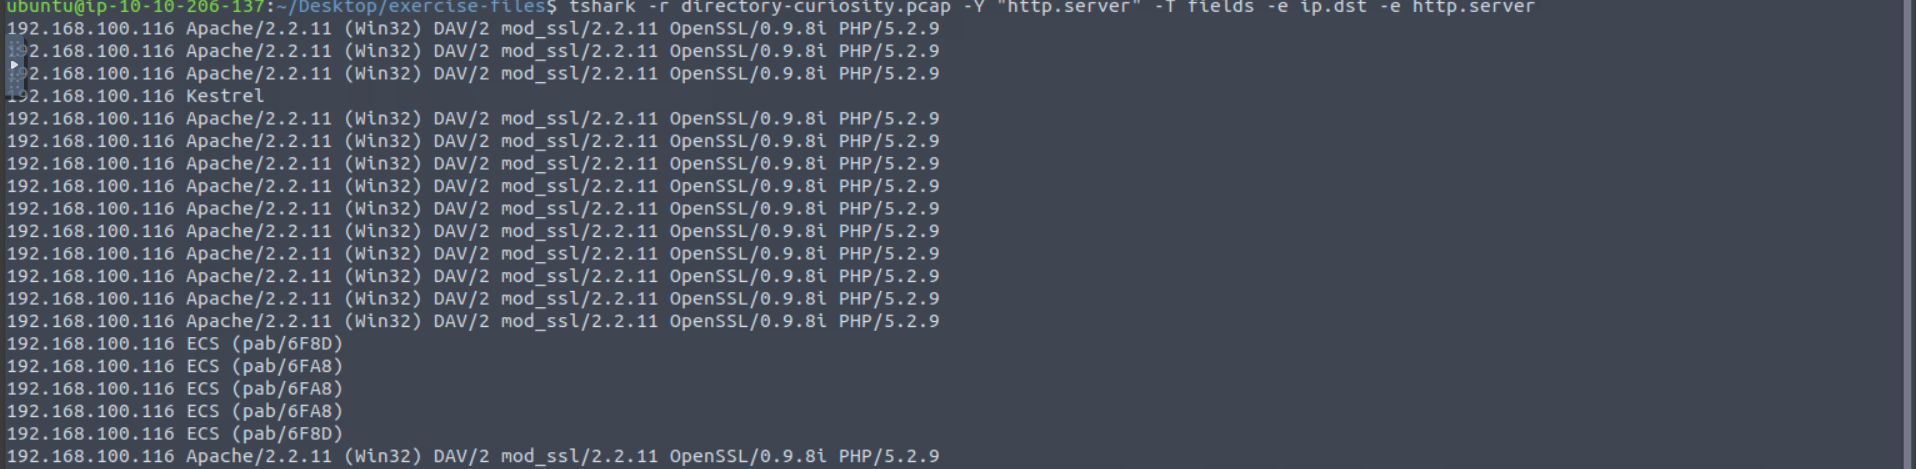 ubuntu@ip-10-10-206-137:~/Desktop/exercise-files$ tshark -r directory-curiosity.pcap -Y "http.server" -T fields -e ip.dst -e http.server
192.168.100.116 Apache/2.2.11 (Win32) DAV/2 mod_ssl/2.2.11 OpenSSL/0.9.8i PHP/5.2.9
192.168.100.116 Apache/2.2.11 (Win32) DAV/2 mod_ssl/2.2.11 OpenSSL/0.9.8i PHP/5.2.9
192.168.100.116 Apache/2.2.11 (Win32) DAV/2 mod_ssl/2.2.11 OpenSSL/0.9.8i PHP/5.2.9
192.168.100.116 Kestrel
192.168.100.116 Apache/2.2.11 (Win32) DAV/2 mod_ssl/2.2.11 OpenSSL/0.9.8i PHP/5.2.9
192.168.100.116 Apache/2.2.11 (Win32) DAV/2 mod_ssl/2.2.11 OpenSSL/0.9.8i PHP/5.2.9
192.168.100.116 Apache/2.2.11 (Win32) DAV/2 mod_ssl/2.2.11 OpenSSL/0.9.8i PHP/5.2.9
192.168.100.116 Apache/2.2.11 (Win32) DAV/2 mod_ssl/2.2.11 OpenSSL/0.9.8i PHP/5.2.9
192.168.100.116 Apache/2.2.11 (Win32) DAV/2 mod_ssl/2.2.11 OpenSSL/0.9.8i PHP/5.2.9
192.168.100.116 Apache/2.2.11 (Win32) DAV/2 mod_ssl/2.2.11 OpenSSL/0.9.8i PHP/5.2.9
192.168.100.116 Apache/2.2.11 (Win32) DAV/2 mod_ssl/2.2.11 OpenSSL/0.9.8i PHP/5.2.9
192.168.100.116 Apache/2.2.11 (Win32) DAV/2 mod_ssl/2.2.11 OpenSSL/0.9.8i PHP/5.2.9
192.168.100.116 Apache/2.2.11 (Win32) DAV/2 mod_ssl/2.2.11 OpenSSL/0.9.8i PHP/5.2.9
192.168.100.116 Apache/2.2.11 (Win32) DAV/2 mod_ssl/2.2.11 OpenSSL/0.9.8i PHP/5.2.9
192.168.100.116 ECS (pab/6F8D)
192.168.100.116 ECS (pab/6FA8)
192.168.100.116 ECS (pab/6FA8)
192.168.100.116 ECS (pab/6FA8)
192.168.100.116 ECS (pab/6F8D)
192.168.100.116 Apache/2.2.11 (Win32) DAV/2 mod_ssl/2.2.11 OpenSSL/0.9.8i PHP/5.2.9